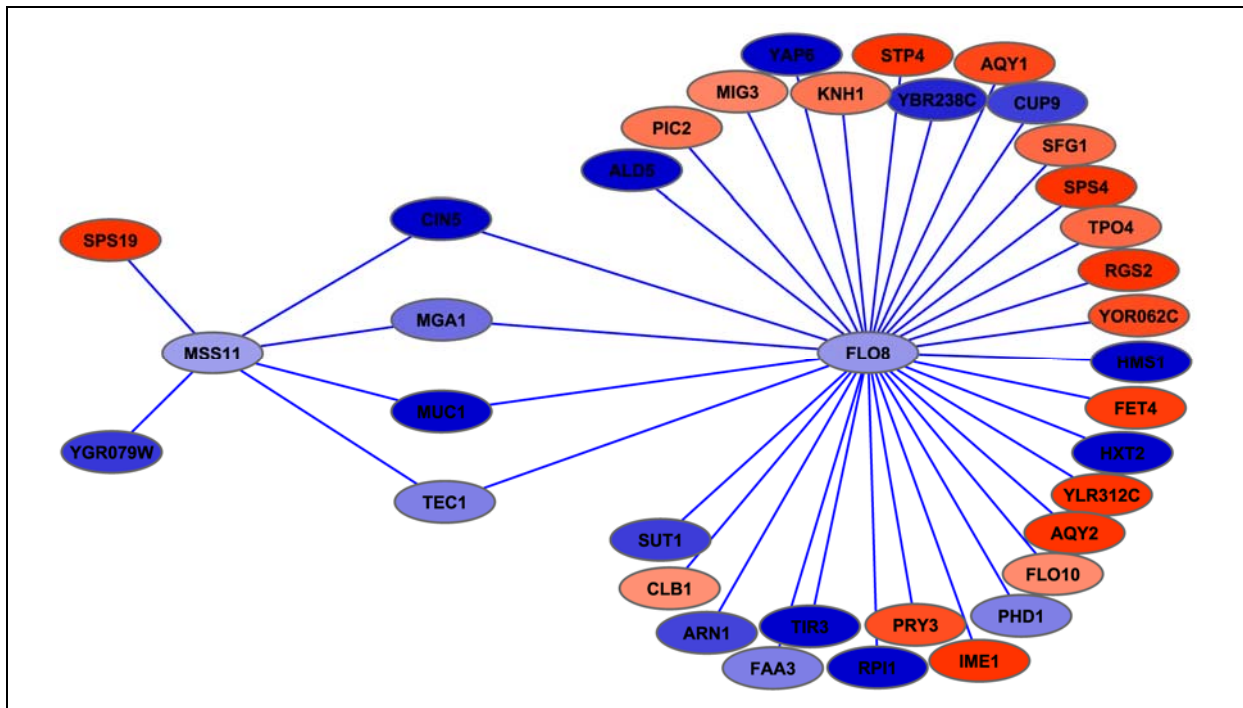 YAP6
STP4
AQY1
MIG3
KNH1
YBR238C
CUP9
PIC2
SFG1
ALD5
SPS4
CIN5
TPO4
SPS19
RGS2
MGA1
YOR062C
MSS11
FLO8
HMS1
MUC1
FET4
YGR079W
HXT2
TEC1
YLR312C
AQY2
SUT1
FLO10
CLB1
PHD1
ARN1
TIR3
PRY3
FAA3
RPI1
IME1